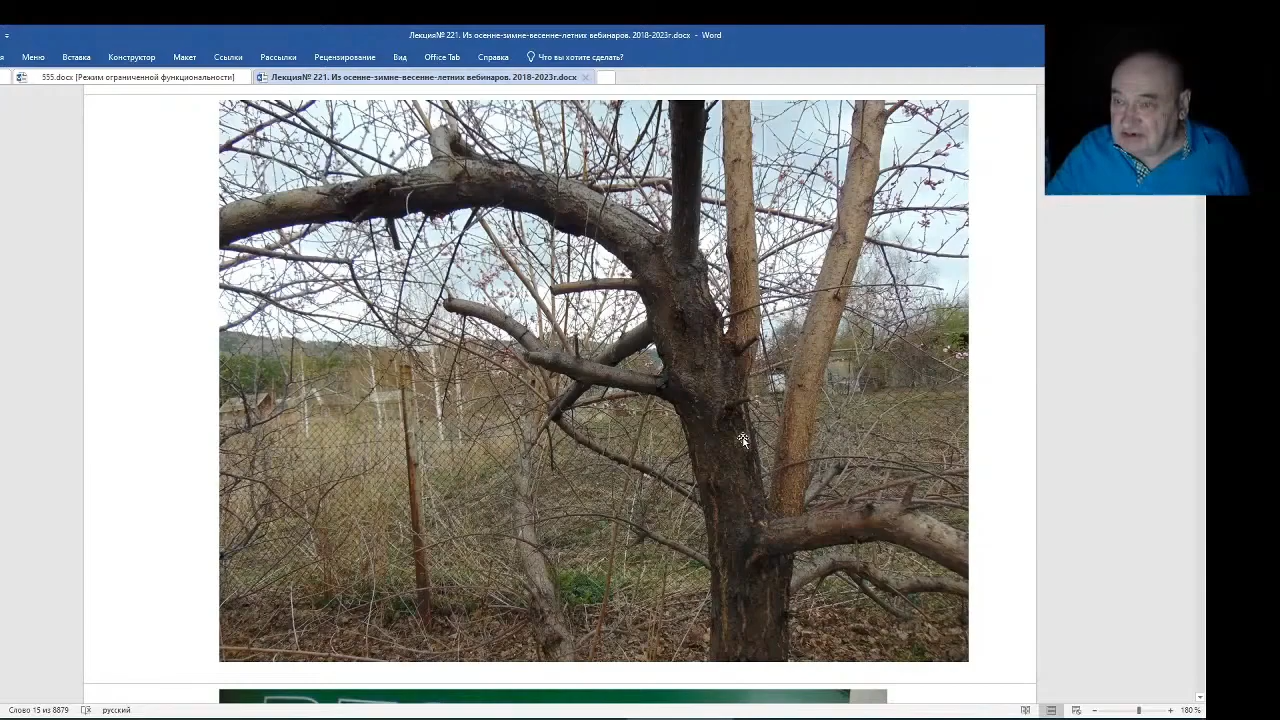 Лекция№ 221. Из осенне-зимне-весенне-летних вебинаров. 2018-2023г.docx - Word
Меню Вставка Конструктор Макет Ссылки Рассылки Рецензирование Вид Office Tab Справка Что вы хотите сделать?
555.docx [Режим ограниченной функциональности] Лекция№ 221. Из осенне-зимне-весенне-летних вебинаров. 2018-2023г.docx
Слово 15 из 8879 русский 180 %